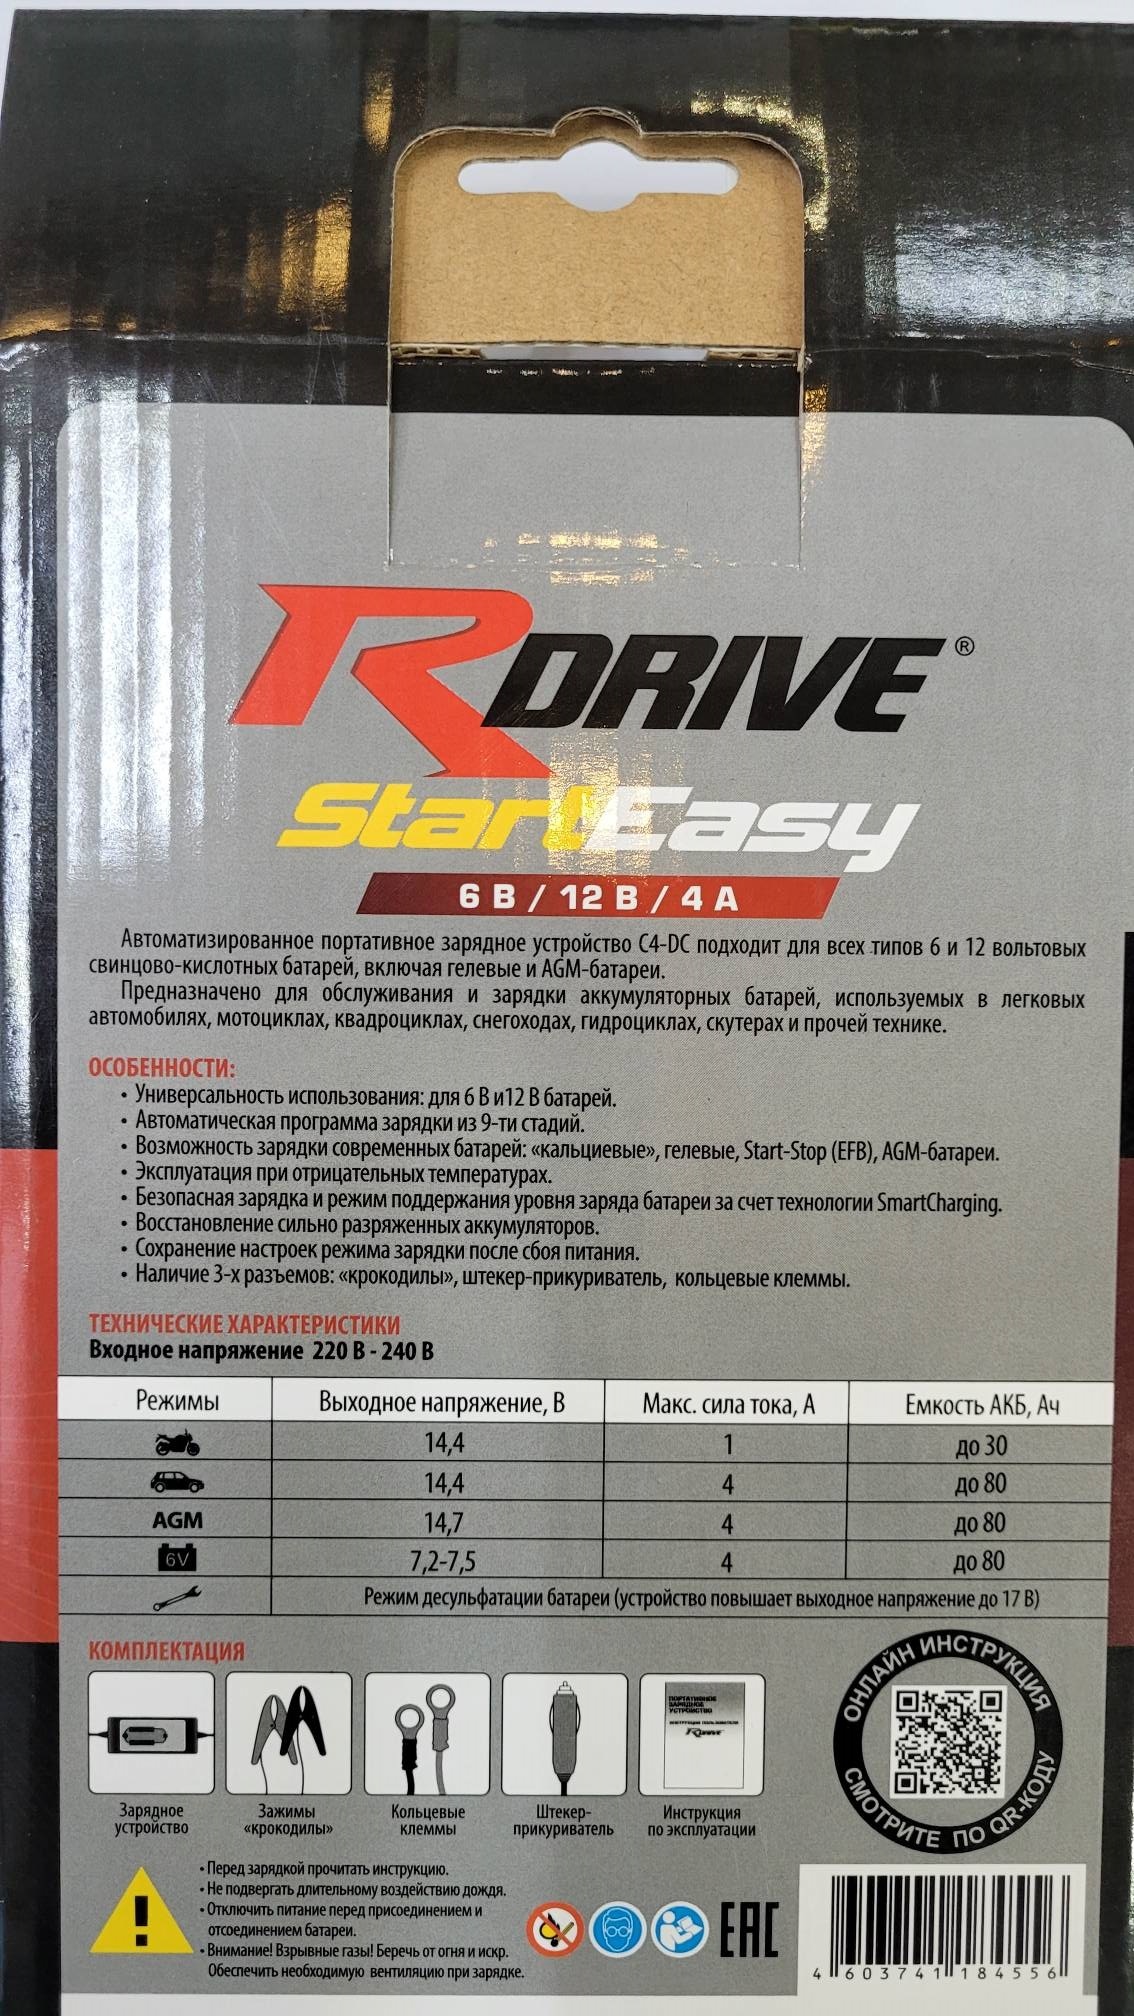 RDRIVE®
StartEasy
6 В / 12 В / 4 А
Автоматизированное портативное зарядное устройство C4-DC подходит для всех типов 6 и 12 вольтовых
свинцово-кислотных батарей, включая гелевые и AGM-батареи.
Предназначено для обслуживания и зарядки аккумуляторных батарей, используемых в легковых
автомобилях, мотоциклах, квадроциклах, снегоходах, гидроциклах, скутерах и прочей технике.
ОСОБЕННОСТИ:
• Универсальность использования: для 6 В и12 В батарей.
• Автоматическая программа зарядки из 9-ти стадий.
• Возможность зарядки современных батарей: «кальциевые», гелевые, Start-Stop (EFB), AGM-батареи.
• Эксплуатация при отрицательных температурах.
• Безопасная зарядка и режим поддержания уровня заряда батареи за счет технологии SmartCharging.
• Восстановление сильно разряженных аккумуляторов.
• Сохранение настроек режима зарядки после сбоя питания.
• Наличие 3-х разъемов: «крокодилы», штекер-прикуриватель, кольцевые клеммы.
ТЕХНИЧЕСКИЕ ХАРАКТЕРИСТИКИ
Входное напряжение 220 В - 240 В
Режимы Выходное напряжение, В Макс. сила тока, А Емкость АКБ, Ач
14,4 1 до 30
14,4 4 до 80
AGM 14,7 4 до 80
6V 7,2-7,5 4 до 80
Режим десульфатации батареи (устройство повышает выходное напряжение до 17 В)
КОМПЛЕКТАЦИЯ
ПОРТАТИВНОЕ
ЗАРЯДНОЕ
УСТРОЙСТВО
ИНСТРУКЦИЯ ПОЛЬЗОВАТЕЛЯ
RDRIVE
Зарядное
устройство
Зажимы
«крокодилы»
Кольцевые
клеммы
Штекер-
прикуриватель
Инструкция
по эксплуатации
ОНЛАЙН ИНСТРУКЦИЯ
СМОТРИТЕ ПО QR-КОДУ
• Перед зарядкой прочитать инструкцию.
• Не подвергать длительному воздействию дождя.
• Отключить питание перед присоединением и
отсоединением батареи.
• Внимание! Взрывные газы! Беречь от огня и искр.
Обеспечить необходимую вентиляцию при зарядке.
EAC
4 603741 184556